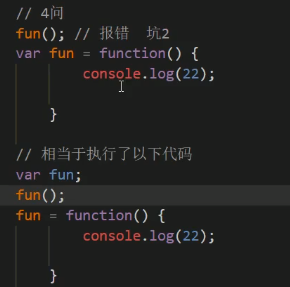 // 4问
fun(); // 报错  坑2
var fun = function() {
        console.log(22);
    }
// 相当于执行了以下代码
var fun;
fun();
fun = function() {
        console.log(22);
    }